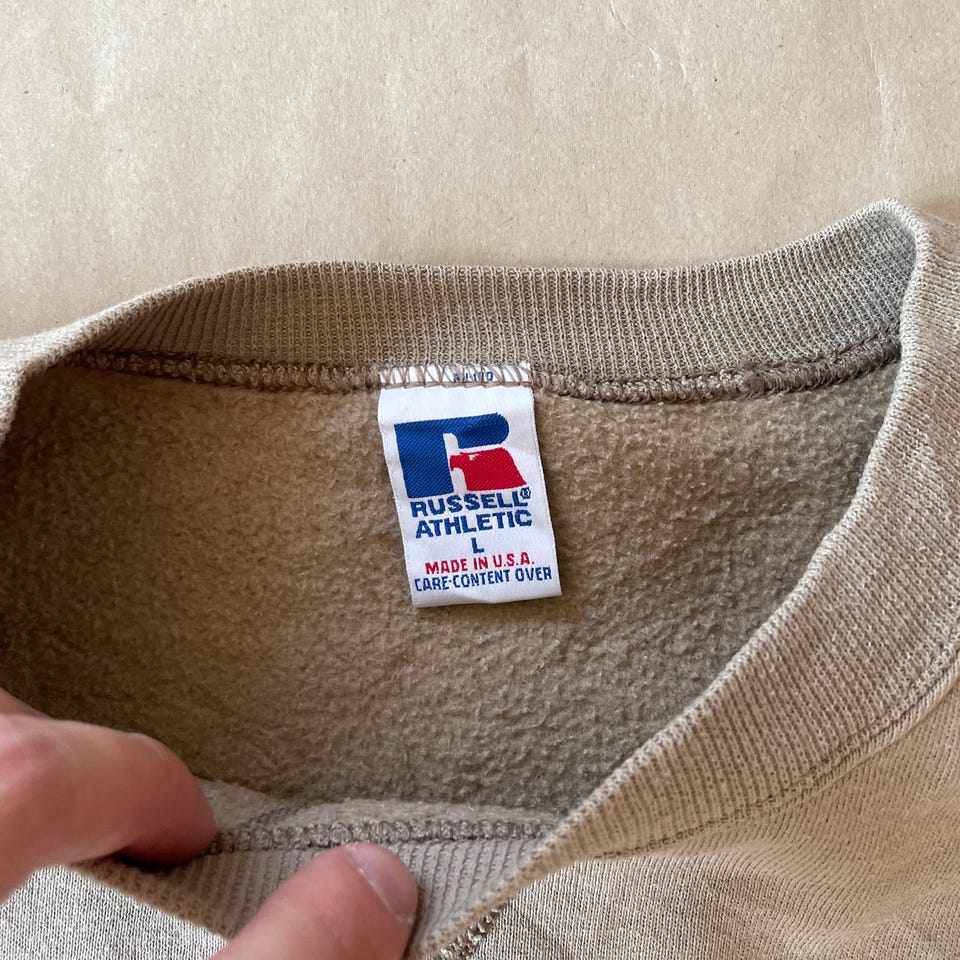 RUSSELL®
ATHLETIC
L
MADE IN U.S.A.
CARE-CONTENT OVER